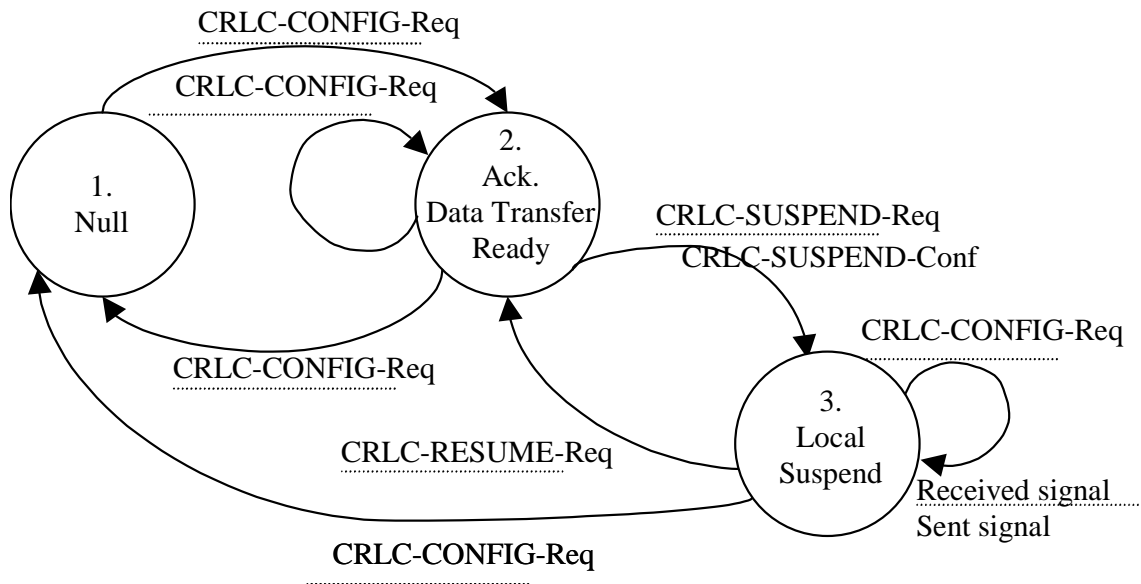 CRLC-CONFIG-Req
CRLC-CONFIG-Req
1.
Null
2.
Ack.
Data Transfer
Ready
CRLC-SUSPEND-Req
CRLC-SUSPEND-Conf
CRLC-CONFIG-Req
CRLC-CONFIG-Req
3.
Local
Suspend
CRLC-RESUME-Req
Received signal
Sent signal
CRLC-CONFIG-Req